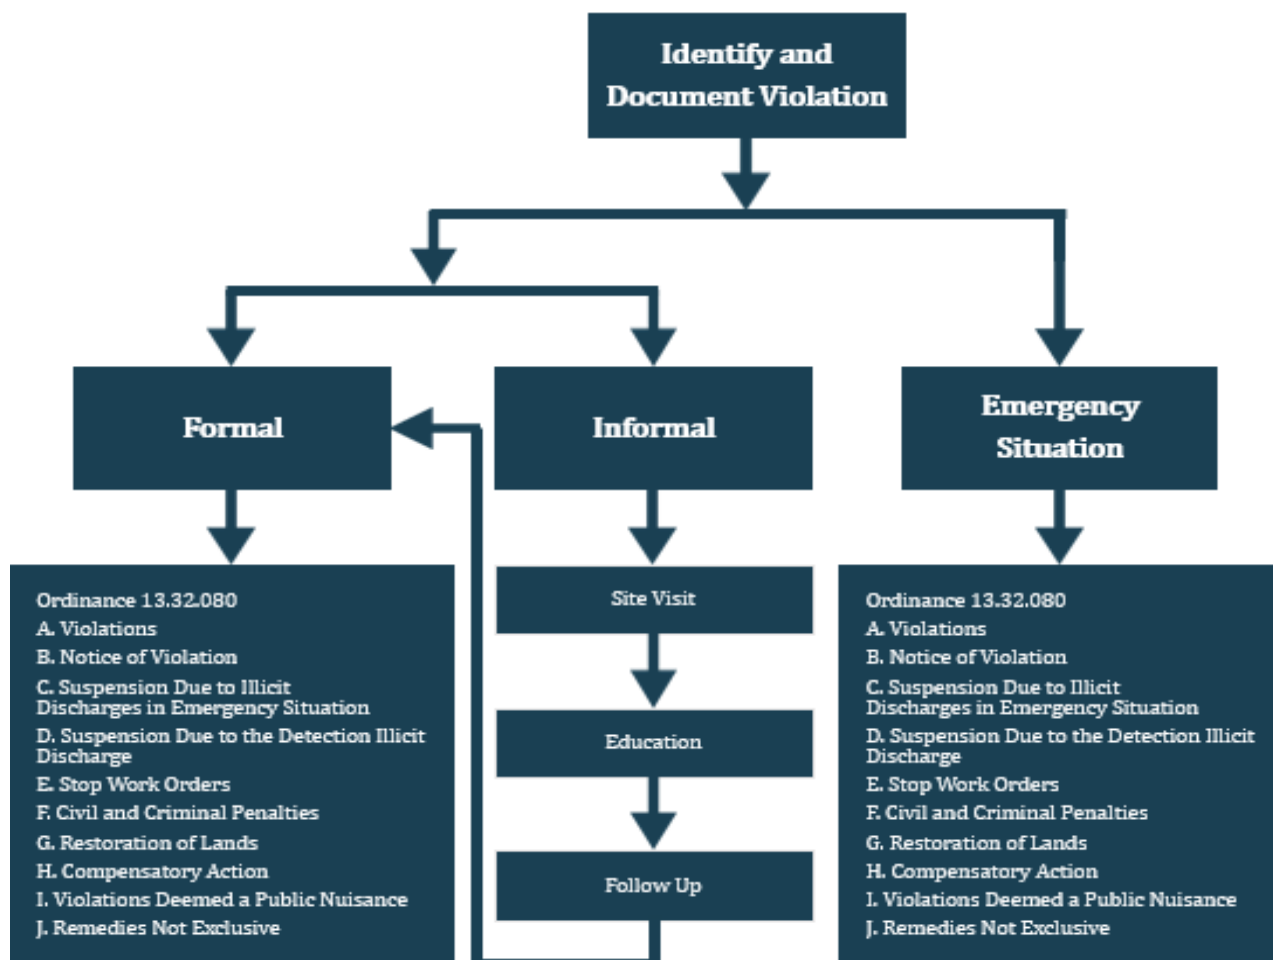 Identify and
Document Violation
Formal
Informal
Emergency
Situation
Ordinance 13.32.080
A. Violations
B. Notice of Violation
C. Suspension Due to Illicit
Discharges in Emergency Situation
D. Suspension Due to the Detection Illicit
Discharge
E. Stop Work Orders
F. Civil and Criminal Penalties
G. Restoration of Lands
H. Compensatory Action
I. Violations Deemed a Public Nuisance
J. Remedies Not Exclusive
Site Visit
Education
Follow Up
Ordinance 13.32.080
A. Violations
B. Notice of Violation
C. Suspension Due to Illicit
Discharges in Emergency Situation
D. Suspension Due to the Detection Illicit
Discharge
E. Stop Work Orders
F. Civil and Criminal Penalties
G. Restoration of Lands
H. Compensatory Action
I. Violations Deemed a Public Nuisance
J. Remedies Not Exclusive